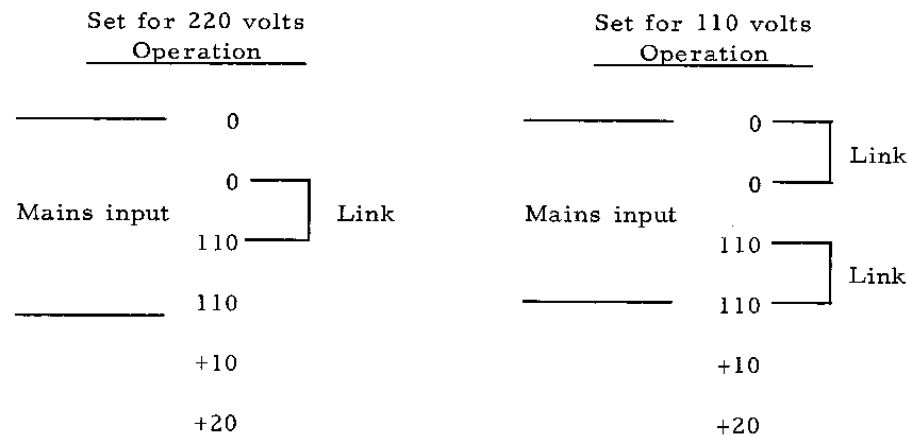 Set for 220 volts
Operation
0
0
Link
Mains input
110
110
+10
+20
Set for 110 volts
Operation
0
Link
0
Mains input
110
Link
110
+10
+20